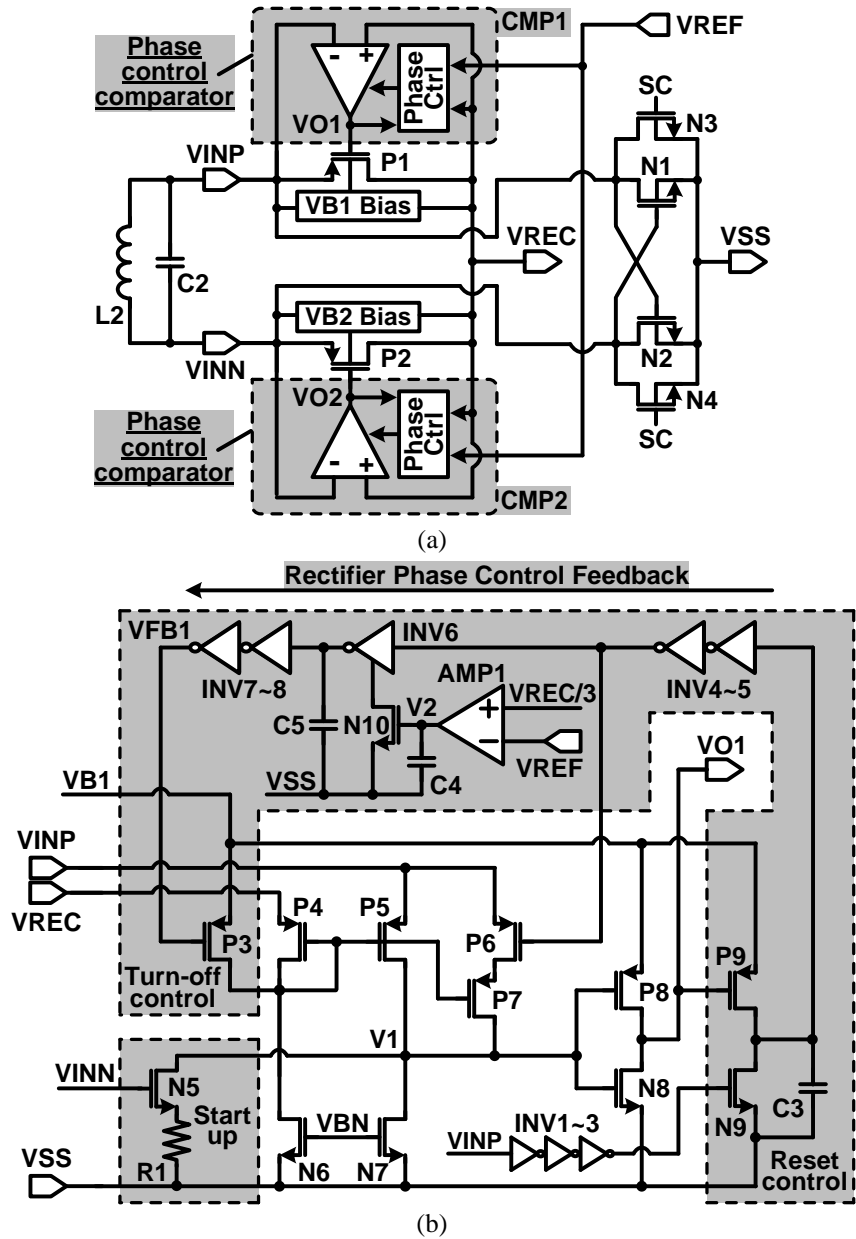 CMP1
VREF
Phase
control
comparator
- +
Phase
Ctrl
SC
N3
VO1
VINP
P1
N1
VB1 Bias
VREC
VSS
C2
L2
VB2 Bias
N2
VINN
P2
N4
VO2
SC
Phase
control
comparator
Phase
Ctrl
- +
CMP2
(a)
Rectifier Phase Control Feedback
VFB1
INV6
INV7~8
AMP1
INV4~5
VREC/3
C5
N10
V2
+
−
VO1
VSS
C4
VREF
VB1
VINP
VREC
P4
P5
P3
P6
P9
Turn-off
control
P7
P8
V1
VINN
N5
N8
C3
Start
up
VBN
VINP
INV1~3
N9
VSS
R1
N6
N7
Reset
control
(b)